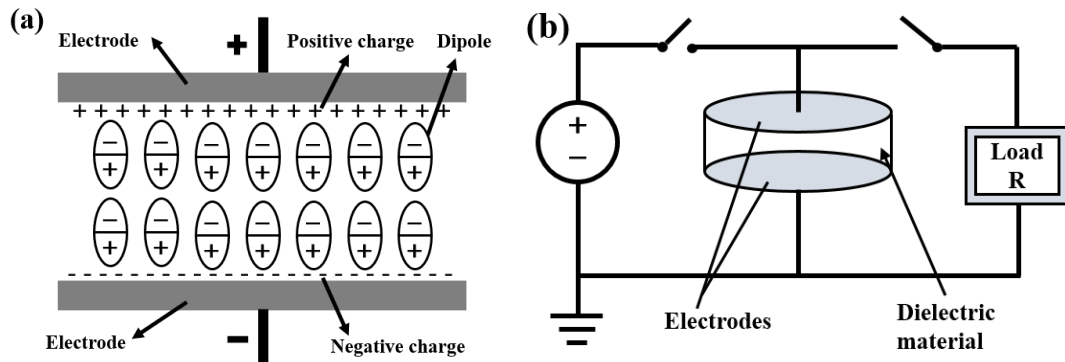 (a)
Electrode
+
Positive charge
Dipole
+ + + + + + + + + + + + + + + +
− − − − − − −
+ + + + + + +
− − − − − − −
+ + + + + + +
- - - - - - - - - - - - - - - - - - - - - - - -
Electrode
−
Negative charge
(b)
+
−
Load
R
Electrodes
Dielectric
material